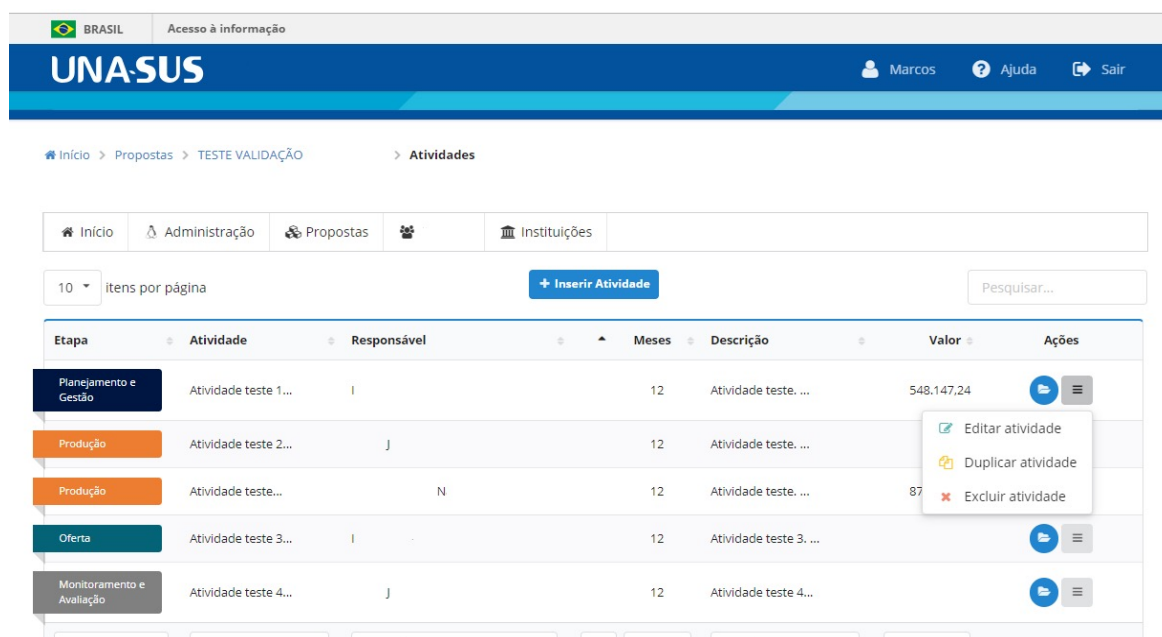 BRASIL Acesso à informação
UNA-SUS Marcos Ajuda Sair
Início > Propostas > TESTE VALIDAÇÃO > Atividades
Início Administração Propostas Instituições
10 itens por página + Inserir Atividade Pesquisar...
Etapa Atividade Responsável Meses Descrição Valor Ações
Planejamento e
Gestão
Atividade teste 1... I 12 Atividade teste. ... 548.147,24
Editar atividade
Duplicar atividade
Excluir atividade
Produção Atividade teste 2... J 12 Atividade teste. ...
Produção Atividade teste... N 12 Atividade teste. ... 87
Oferta Atividade teste 3... I 12 Atividade teste 3. ...
Monitoramento e
Avaliação
Atividade teste 4... J 12 Atividade teste 4...